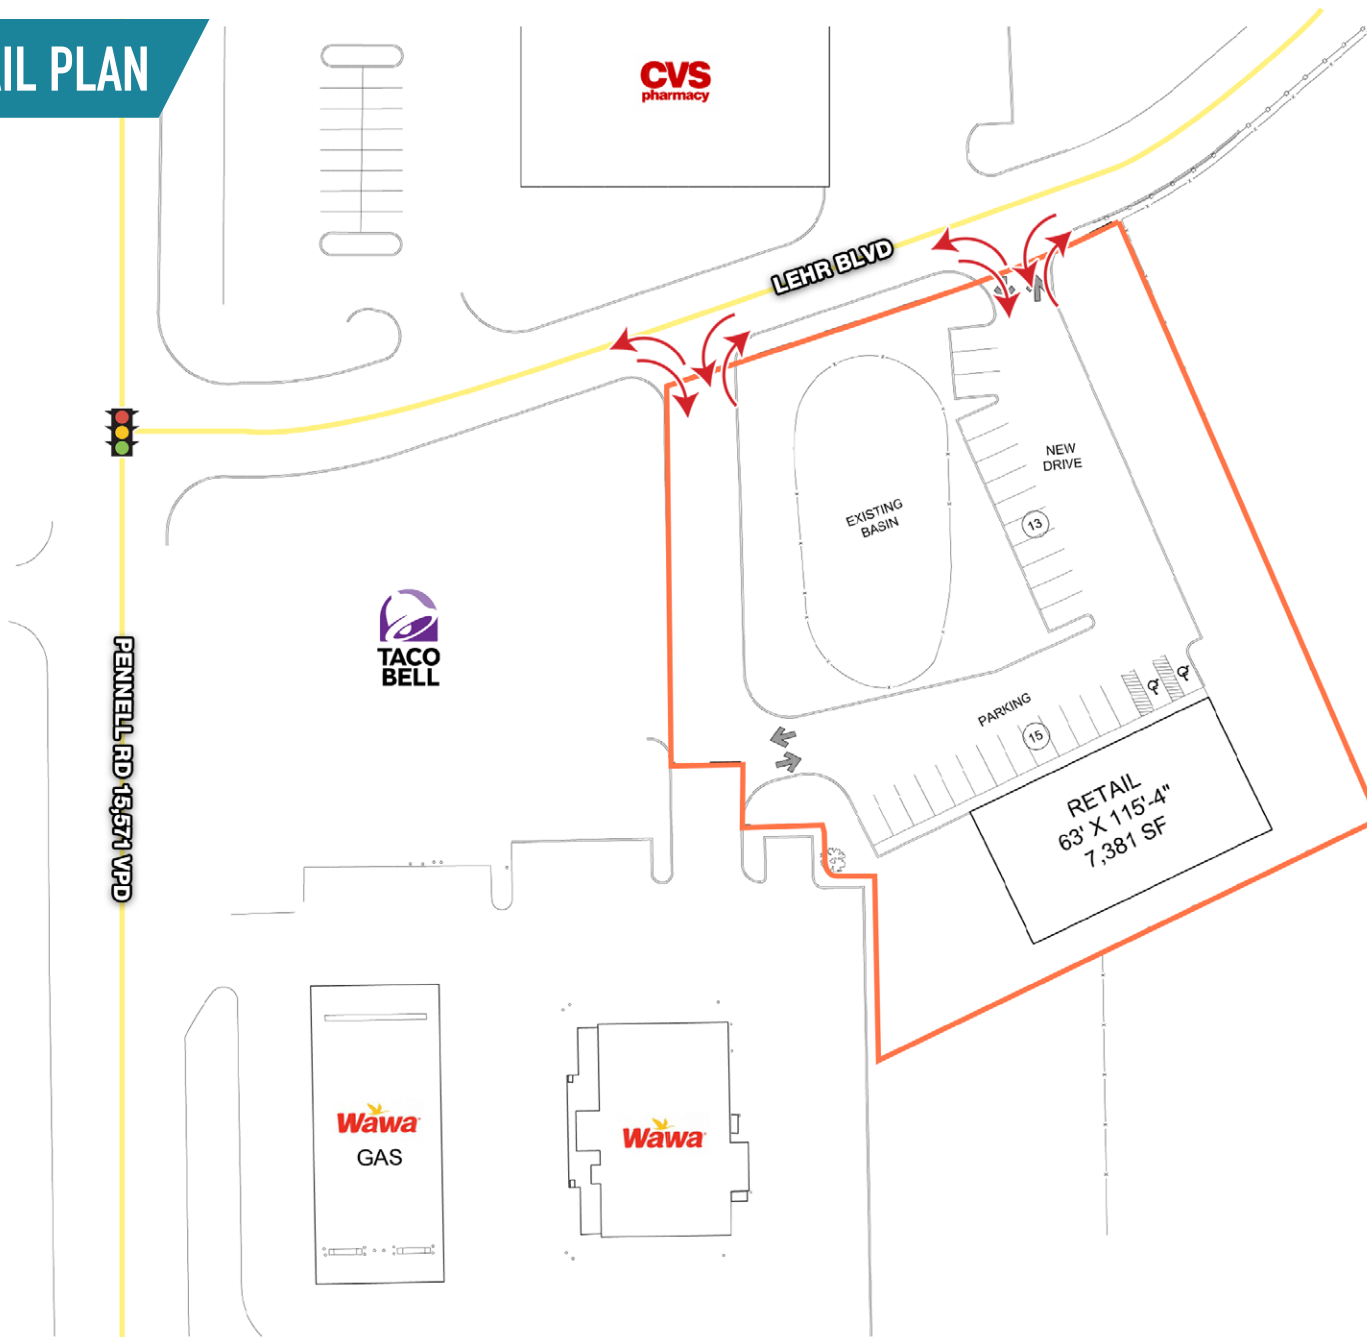 IL PLAN
CVS
pharmacy
LEHR BLVD
NEW
DRIVE
EXISTING
BASIN
13
TACO
BELL
PENNELL RD 15,571 VPD
PARKING
15
RETAIL
63' X 115'-4"
7,381 SF
Wawa
GAS
Wawa